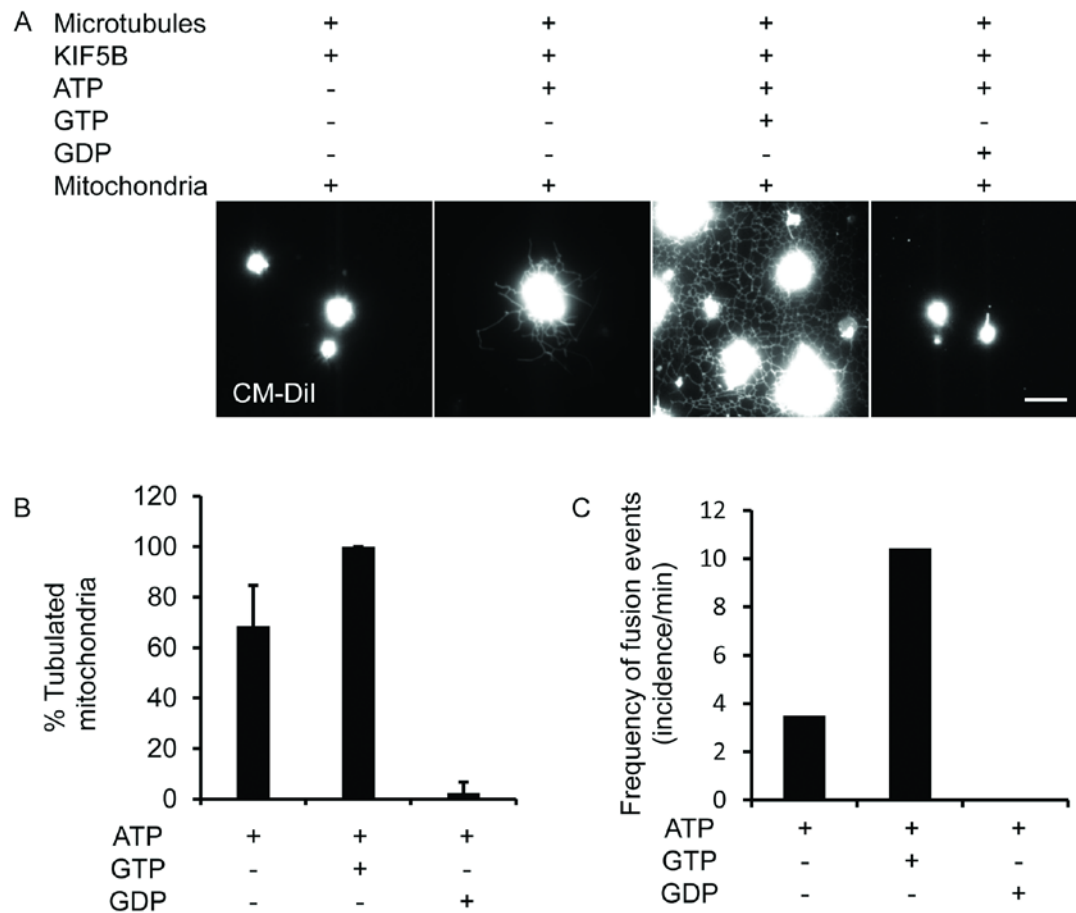 A
Microtubules + + + +
KIF5B + + + +
ATP - + + +
GTP - - + -
GDP - - - +
Mitochondria + + + +
CM-DiI
B
% Tubulated
mitochondria
120
100
80
60
40
20
0
ATP + + +
GTP - + -
GDP - - +
C
Frequency of fusion events
(incidence/min)
12
10
8
6
4
2
0
ATP + + +
GTP - + -
GDP - - +